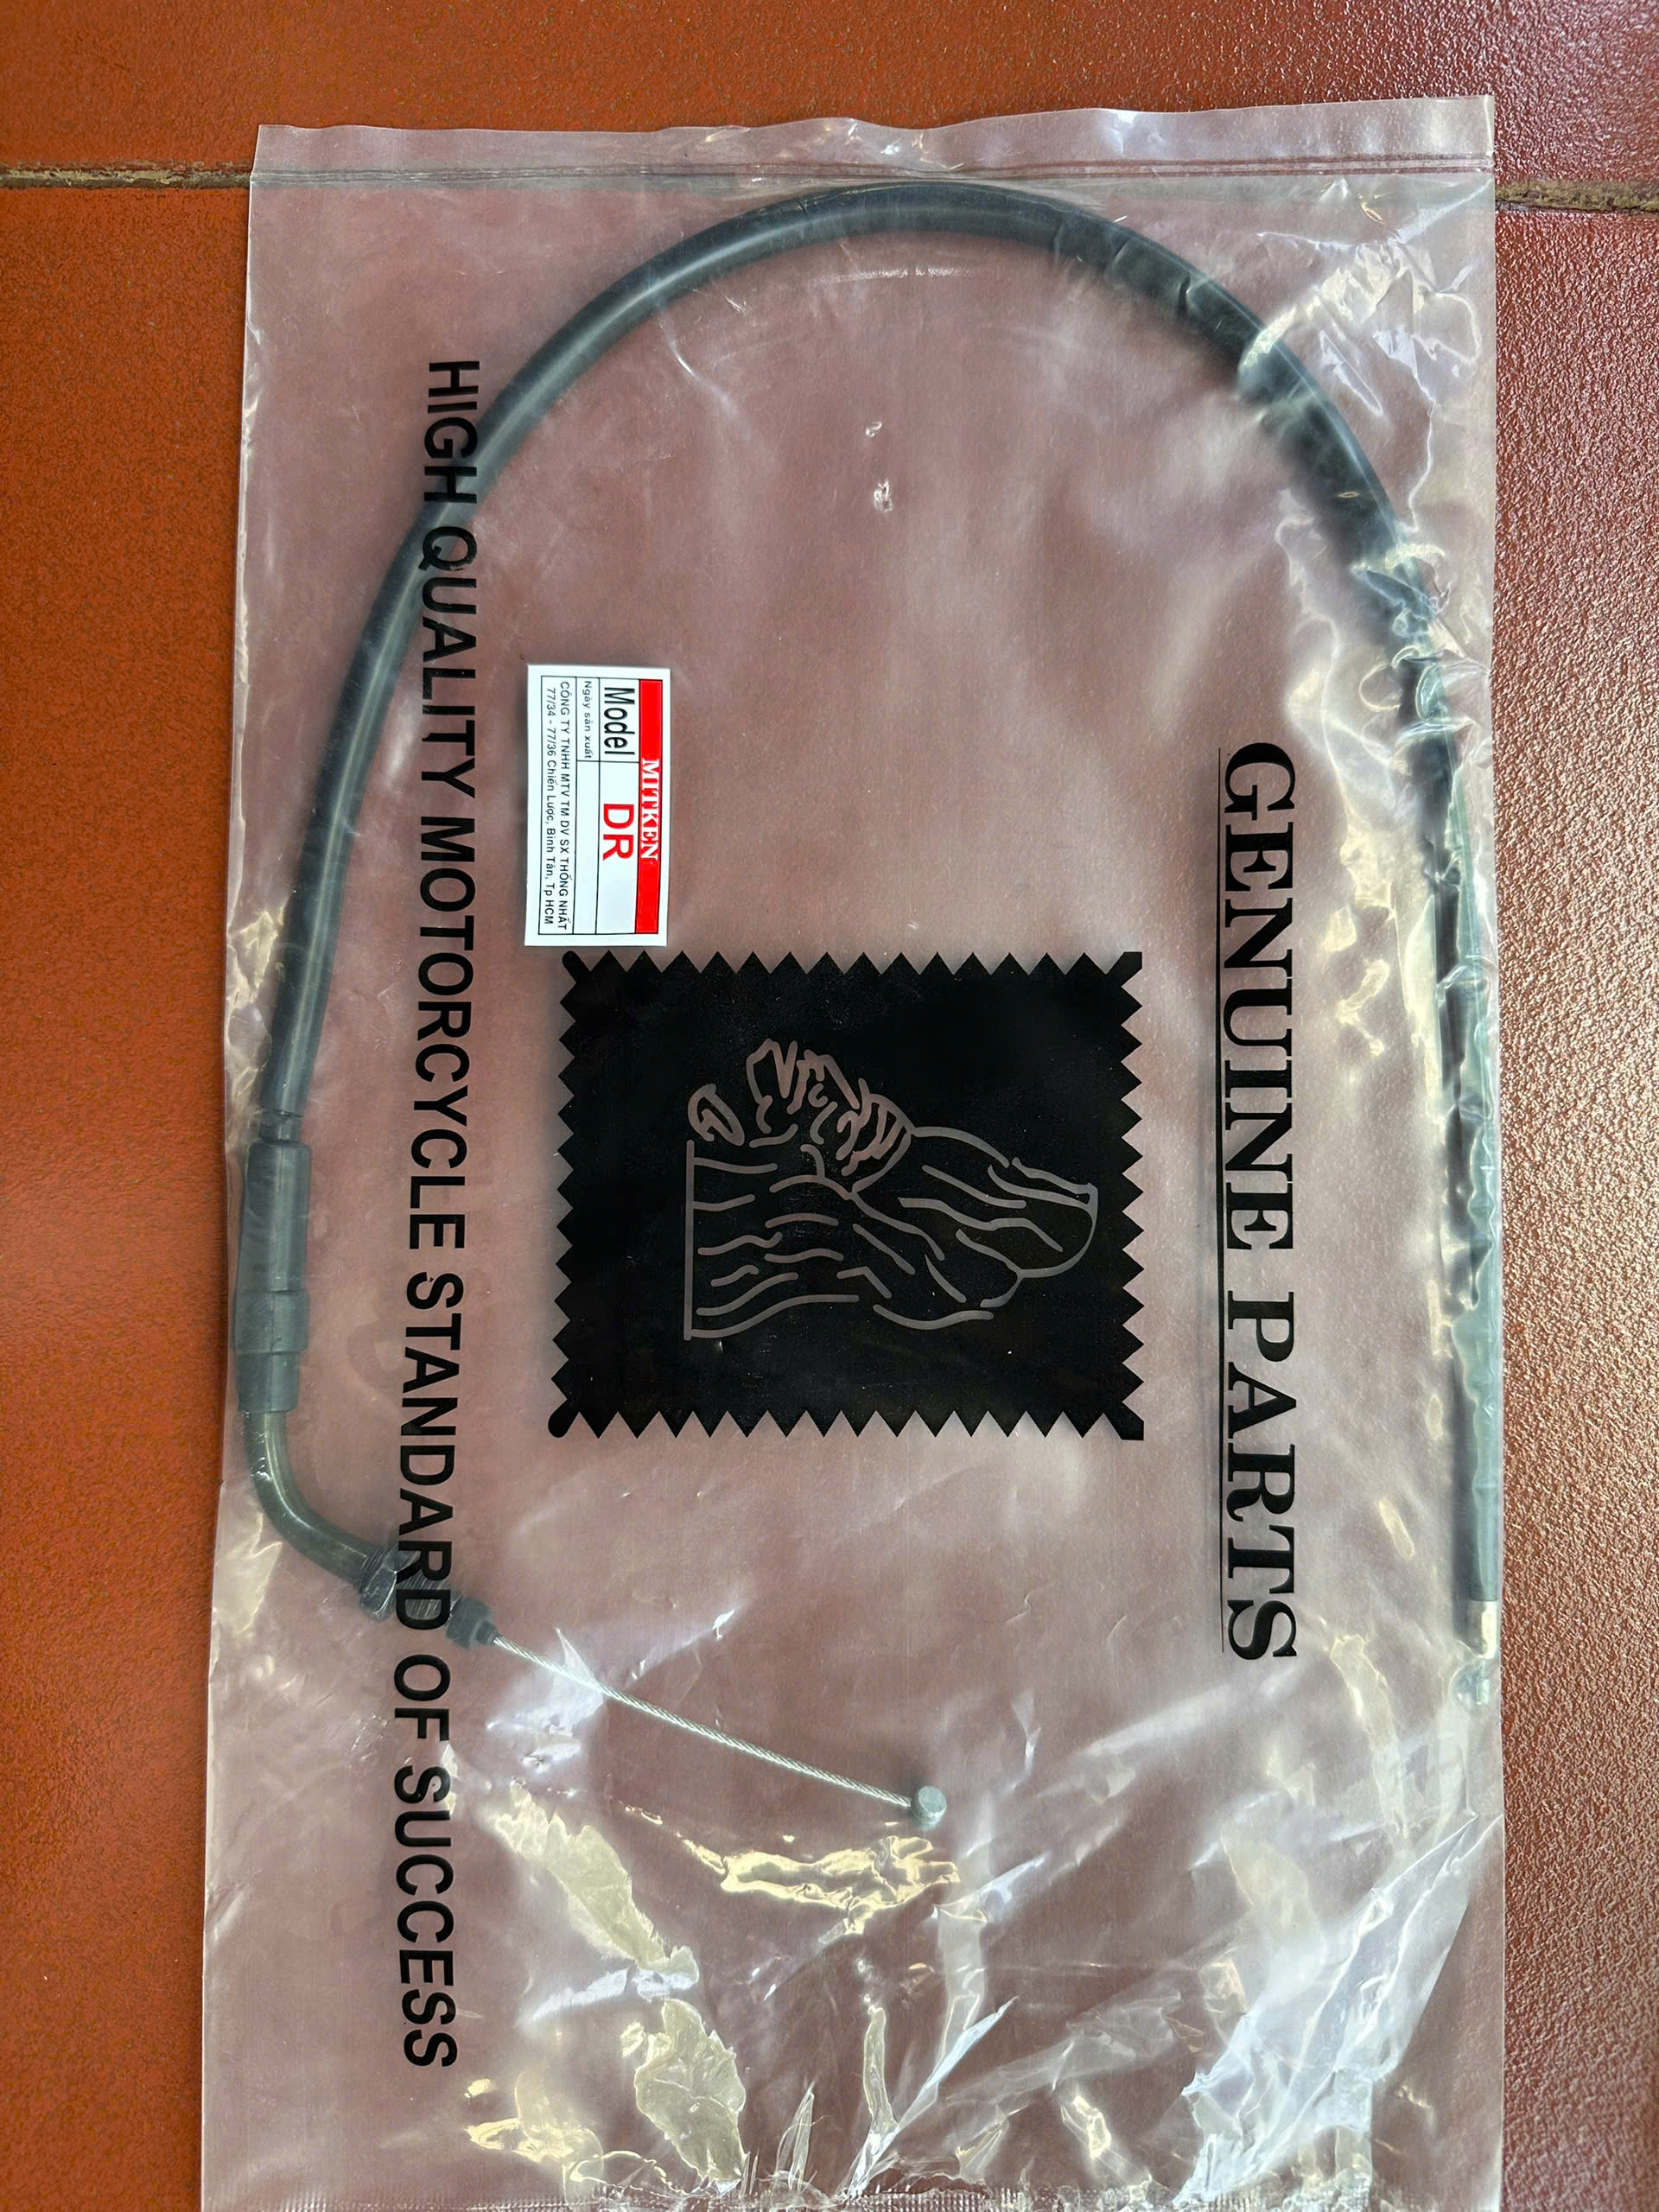 GENUINE PARTS
MITKEN
Model DR
Ngày sản xuất
CÔNG TY TNHH MTV TM DV SX THỐNG NHẤT
77/34 - 77/36 Chiến Lược, Bình Tân, Tp HCM
HIGH QUALITY MOTORCYCLE STANDARD OF SUCCESS